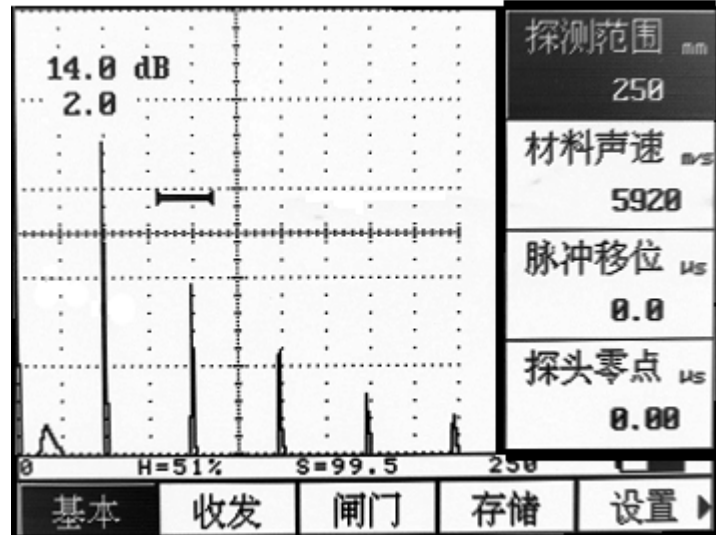 14.0 dB
2.0
探测范围 mm
250
材料声速 m/s
5920
脉冲移位 μs
0.0
探头零点 μs
0.00
0 H=51% S=99.5 250
基本 收发 闸门 存储 设置